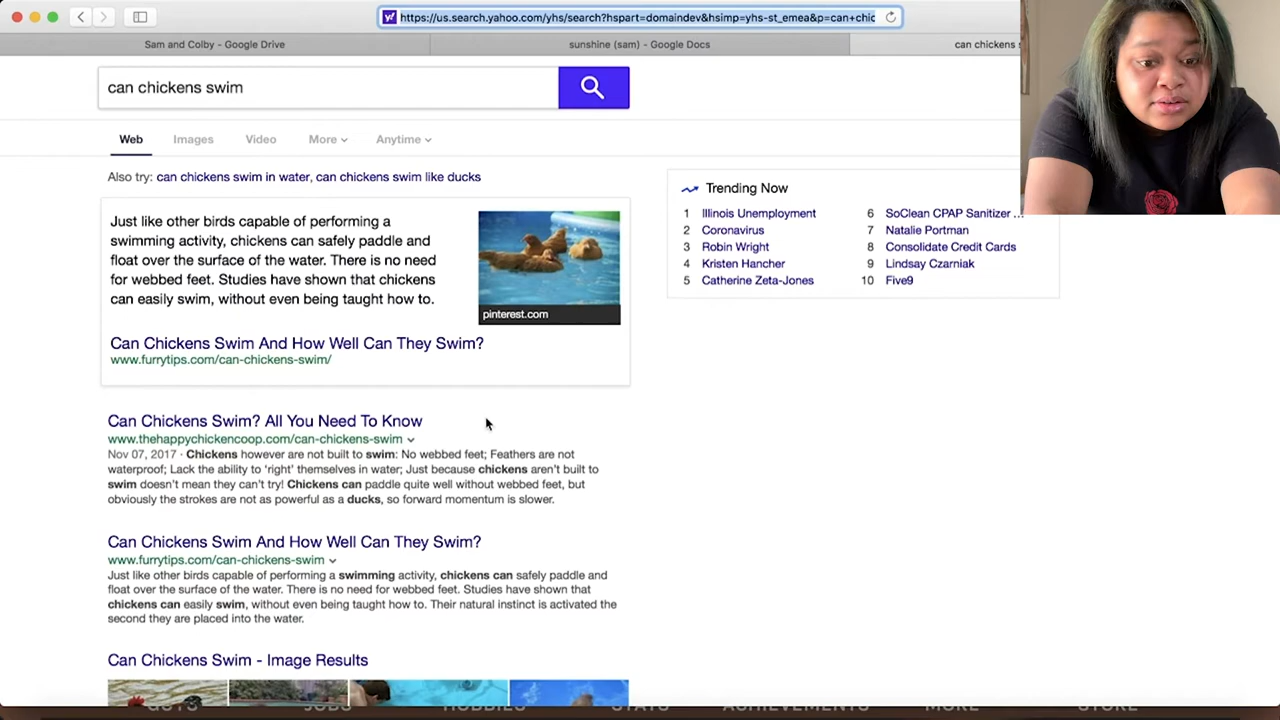 https://us.search.yahoo.com/yhs/search?hspart=domaindev&hsimp=yhs-st_emea&p=can+chic
Sam and Colby - Google Drive
sunshine (sam) - Google Docs
can chickens s
can chickens swim
Web
Images
Video
More
Anytime
Also try: can chickens swim in water, can chickens swim like ducks
Just like other birds capable of performing a
swimming activity, chickens can safely paddle and
float over the surface of the water. There is no need
for webbed feet. Studies have shown that chickens
can easily swim, without even being taught how to.
pinterest.com
Can Chickens Swim And How Well Can They Swim?
www.furrytips.com/can-chickens-swim/
Trending Now
1 Illinois Unemployment
2 Coronavirus
3 Robin Wright
4 Kristen Hancher
5 Catherine Zeta-Jones
6 SoClean CPAP Sanitizer ...
7 Natalie Portman
8 Consolidate Credit Cards
9 Lindsay Czarniak
10 Five9
Can Chickens Swim? All You Need To Know
www.thehappychickencoop.com/can-chickens-swim
Nov 07, 2017 · Chickens however are not built to swim: No webbed feet; Feathers are not
waterproof; Lack the ability to 'right' themselves in water; Just because chickens aren't built to
swim doesn't mean they can't try! Chickens can paddle quite well without webbed feet, but
obviously the strokes are not as powerful as a ducks, so forward momentum is slower.
Can Chickens Swim And How Well Can They Swim?
www.furrytips.com/can-chickens-swim
Just like other birds capable of performing a swimming activity, chickens can safely paddle and
float over the surface of the water. There is no need for webbed feet. Studies have shown that
chickens can easily swim, without even being taught how to. Their natural instinct is activated the
second they are placed into the water.
Can Chickens Swim - Image Results
JOBS
HOBBIES
STATS
ACHIEVEMENTS
MORE
STORE